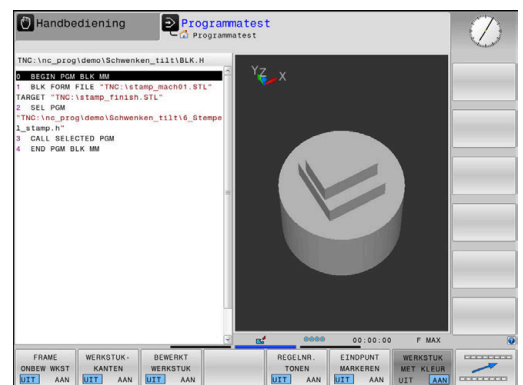 Handbediening
Programmatest
Programmatest
TNC:\nc_prog\demo\Schwenken_tilt\BLK.H
0 BEGIN PGM BLK MM
1 BLK FORM FILE "TNC:\stamp_mach01.STL"
TARGET "TNC:\stamp_finish.STL"
2 SEL PGM
"TNC:\nc_prog\demo\Schwenken_tilt\6_Stempe
l_stamp.h"
3 CALL SELECTED PGM
4 END PGM BLK MM
YZ X
00:00:00 F MAX
FRAME
ONBEW WKST
UIT AAN
WERKSTUK-
KANTEN
UIT AAN
BEWERKT
WERKSTUK
UIT AAN
REGELNR.
TONEN
UIT AAN
EINDPUNT
MARKEREN
UIT AAN
WERKSTUK
MET KLEUR
UIT AAN